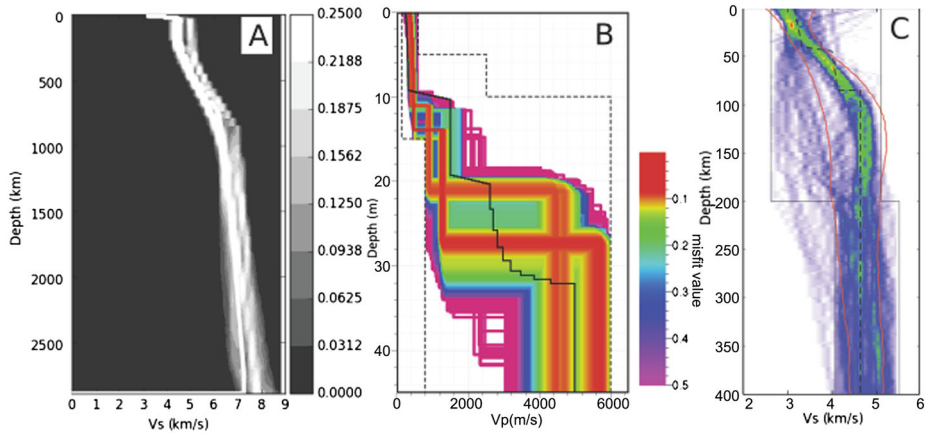 A
0
500
1000
1500
2000
2500
Depth (km)
0 1 2 3 4 5 6 7 8 9
Vs (km/s)
0.2500
0.2188
0.1875
0.1562
0.1250
0.0938
0.0625
0.0312
0.0000
B
0
10
20
30
40
Depth (m)
0 2000 4000 6000
Vp(m/s)
0.1
0.2
0.3
0.4
0.5
misfit value
C
0
50
100
150
200
250
300
350
400
Depth (km)
2 3 4 5 6
Vs (km/s)